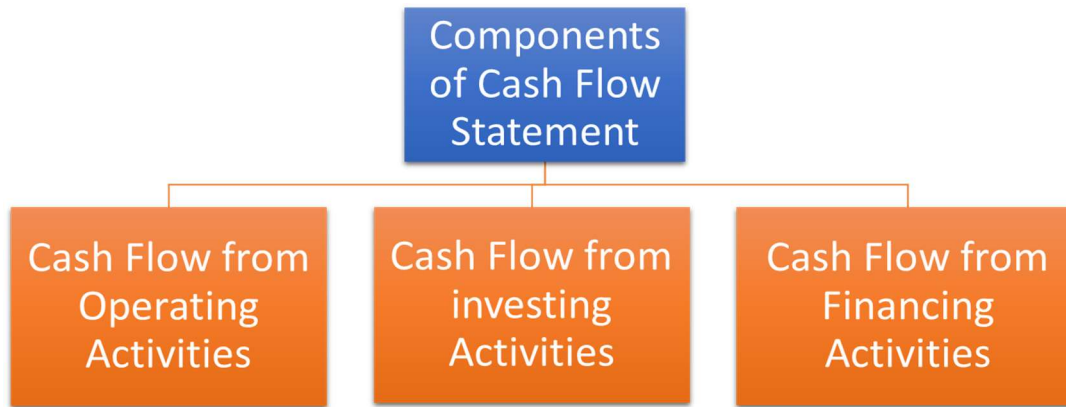 Components
of Cash Flow
Statement
Cash Flow from
Operating
Activities
Cash Flow from
investing
Activities
Cash Flow from
Financing
Activities